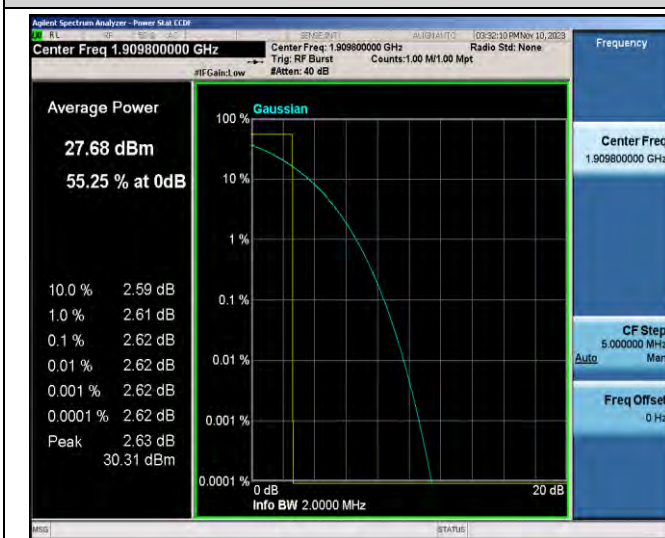 Agilent Spectrum Analyzer - Power Stat CCDF
RL RF 50 Ω AC SENSE:INT ALIGNAUTO 03:32:10 PM Nov 10, 2023
Center Freq 1.909800000 GHz
Center Freq: 1.909800000 GHz Radio Std: None
Trig: RF Burst Counts:1.00 M/1.00 Mpt
#IFGain:Low #Atten: 40 dB
Frequency
Average Power
27.68 dBm
55.25 % at 0dB
10.0 % 2.59 dB
1.0 % 2.61 dB
0.1 % 2.62 dB
0.01 % 2.62 dB
0.001 % 2.62 dB
0.0001 % 2.62 dB
Peak 2.63 dB
30.31 dBm
Gaussian
100 %
10 %
1 %
0.1 %
0.01 %
0.001 %
0.0001 %
0 dB 20 dB
Info BW 2.0000 MHz
Center Freq
1.909800000 GHz
CF Step
5.000000 MHz
Auto Man
Freq Offset
0 Hz
MSG STATUS